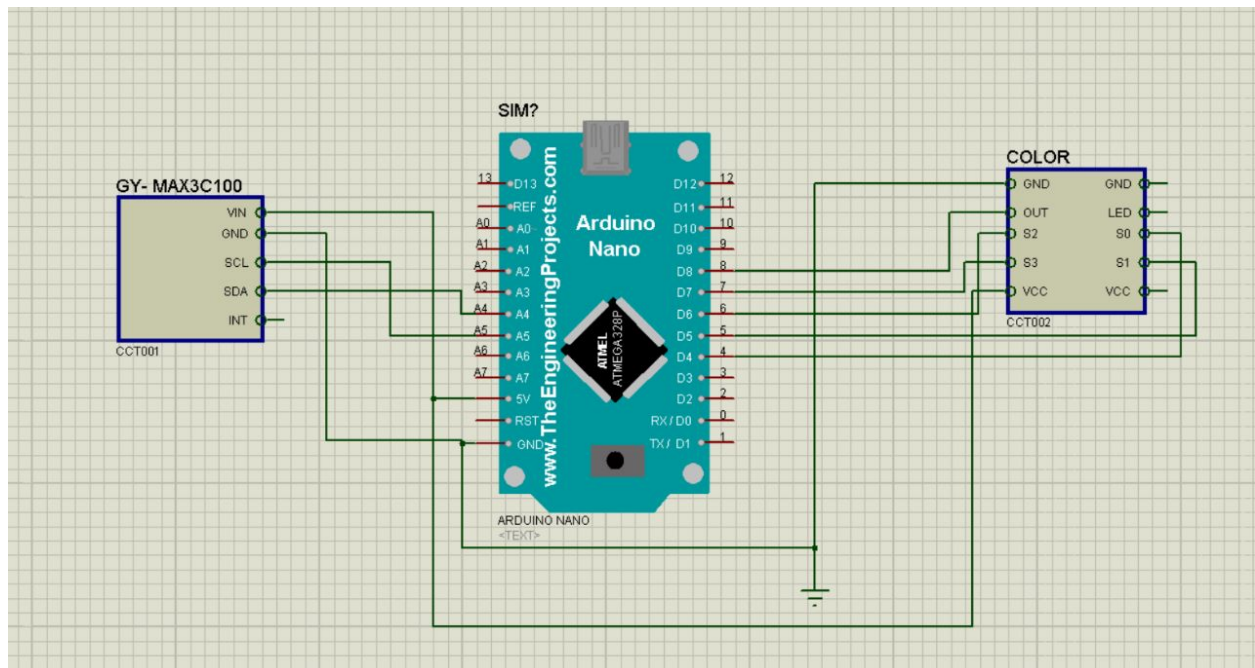 SIM?
GY- MAX3C100
VIN
GND
SCL
SDA
INT
CCT001
13
A0
A1
A2
A3
A4
A5
A6
A7
D13
REF
A0
A1
A2
A3
A4
A5
A6
A7
5V
RST
GND
www.TheEngineeringProjects.com
Arduino
Nano
ATMEL
ATMEGA328P
D12
D11
D10
D9
D8
D7
D6
D5
D4
D3
D2
RX / D0
TX / D1
12
11
10
9
8
7
6
5
4
3
2
0
1
ARDUINO NANO
<TEXT>
COLOR
GND
OUT
S2
S3
VCC
GND
LED
S0
S1
VCC
CCT002